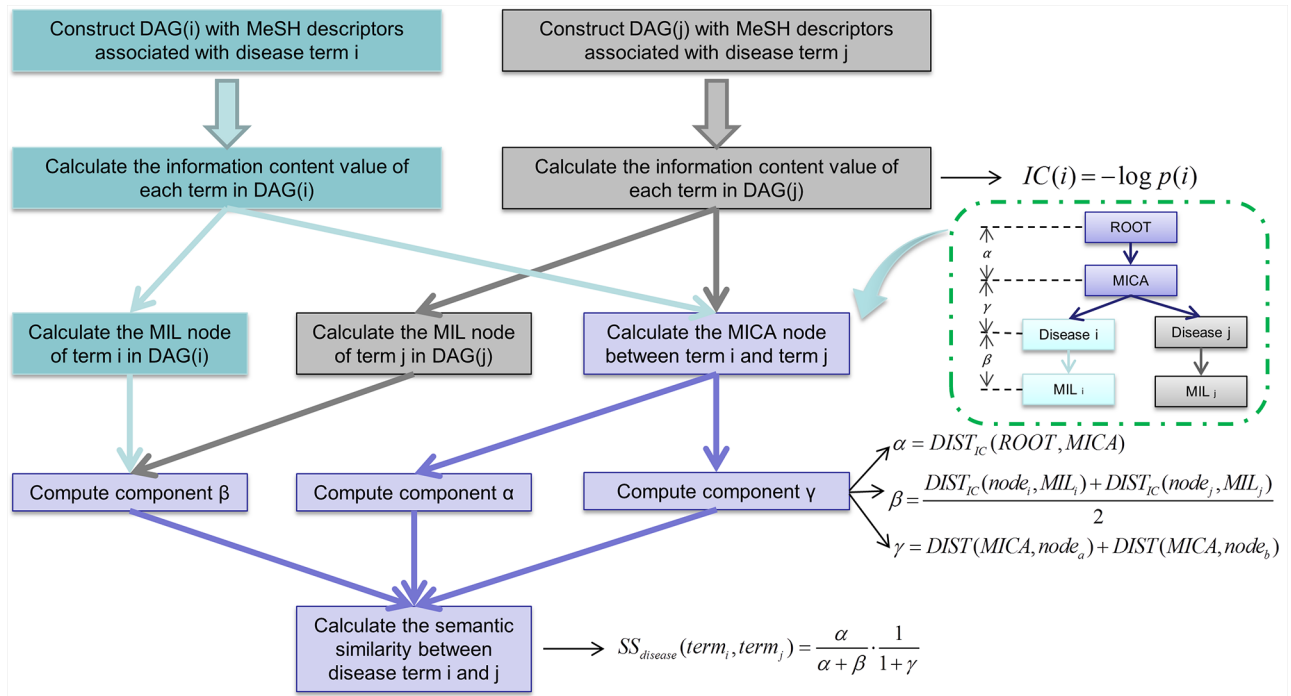 Construct DAG(i) with MeSH descriptors
associated with disease term i
Construct DAG(j) with MeSH descriptors
associated with disease term j
Calculate the information content value of
each term in DAG(i)
Calculate the information content value of
each term in DAG(j)
IC(i) = −log p(i)
ROOT
α
MICA
γ
Disease i
Disease j
β
MIL i
MIL j
Calculate the MIL node
of term i in DAG(i)
Calculate the MIL node
of term j in DAG(j)
Calculate the MICA node
between term i and term j
Compute component β
Compute component α
Compute component γ
α = DIST_IC(ROOT, MICA)
β = (DIST_IC(node_i, MIL_i) + DIST_IC(node_j, MIL_j)) / 2
γ = DIST(MICA, node_a) + DIST(MICA, node_b)
Calculate the semantic
similarity between
disease term i and j
SS_disease(term_i, term_j) = α / (α + β) · 1 / (1 + γ)